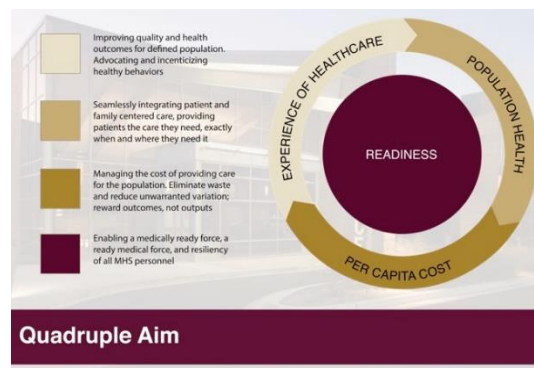 Improving quality and health
outcomes for defined population.
Advocating and incenticizing
healthy behaviors
Seamlessly integrating patient and
family centered care, providing
patients the care they need, exactly
when and where they need it
Managing the cost of providing care
for the population. Eliminate waste
and reduce unwarranted variation;
reward outcomes, not outputs
Enabling a medically ready force, a
ready medical force, and resiliency
of all MHS personnel
EXPERIENCE OF HEALTHCARE
POPULATION HEALTH
READINESS
PER CAPITA COST
Quadruple Aim